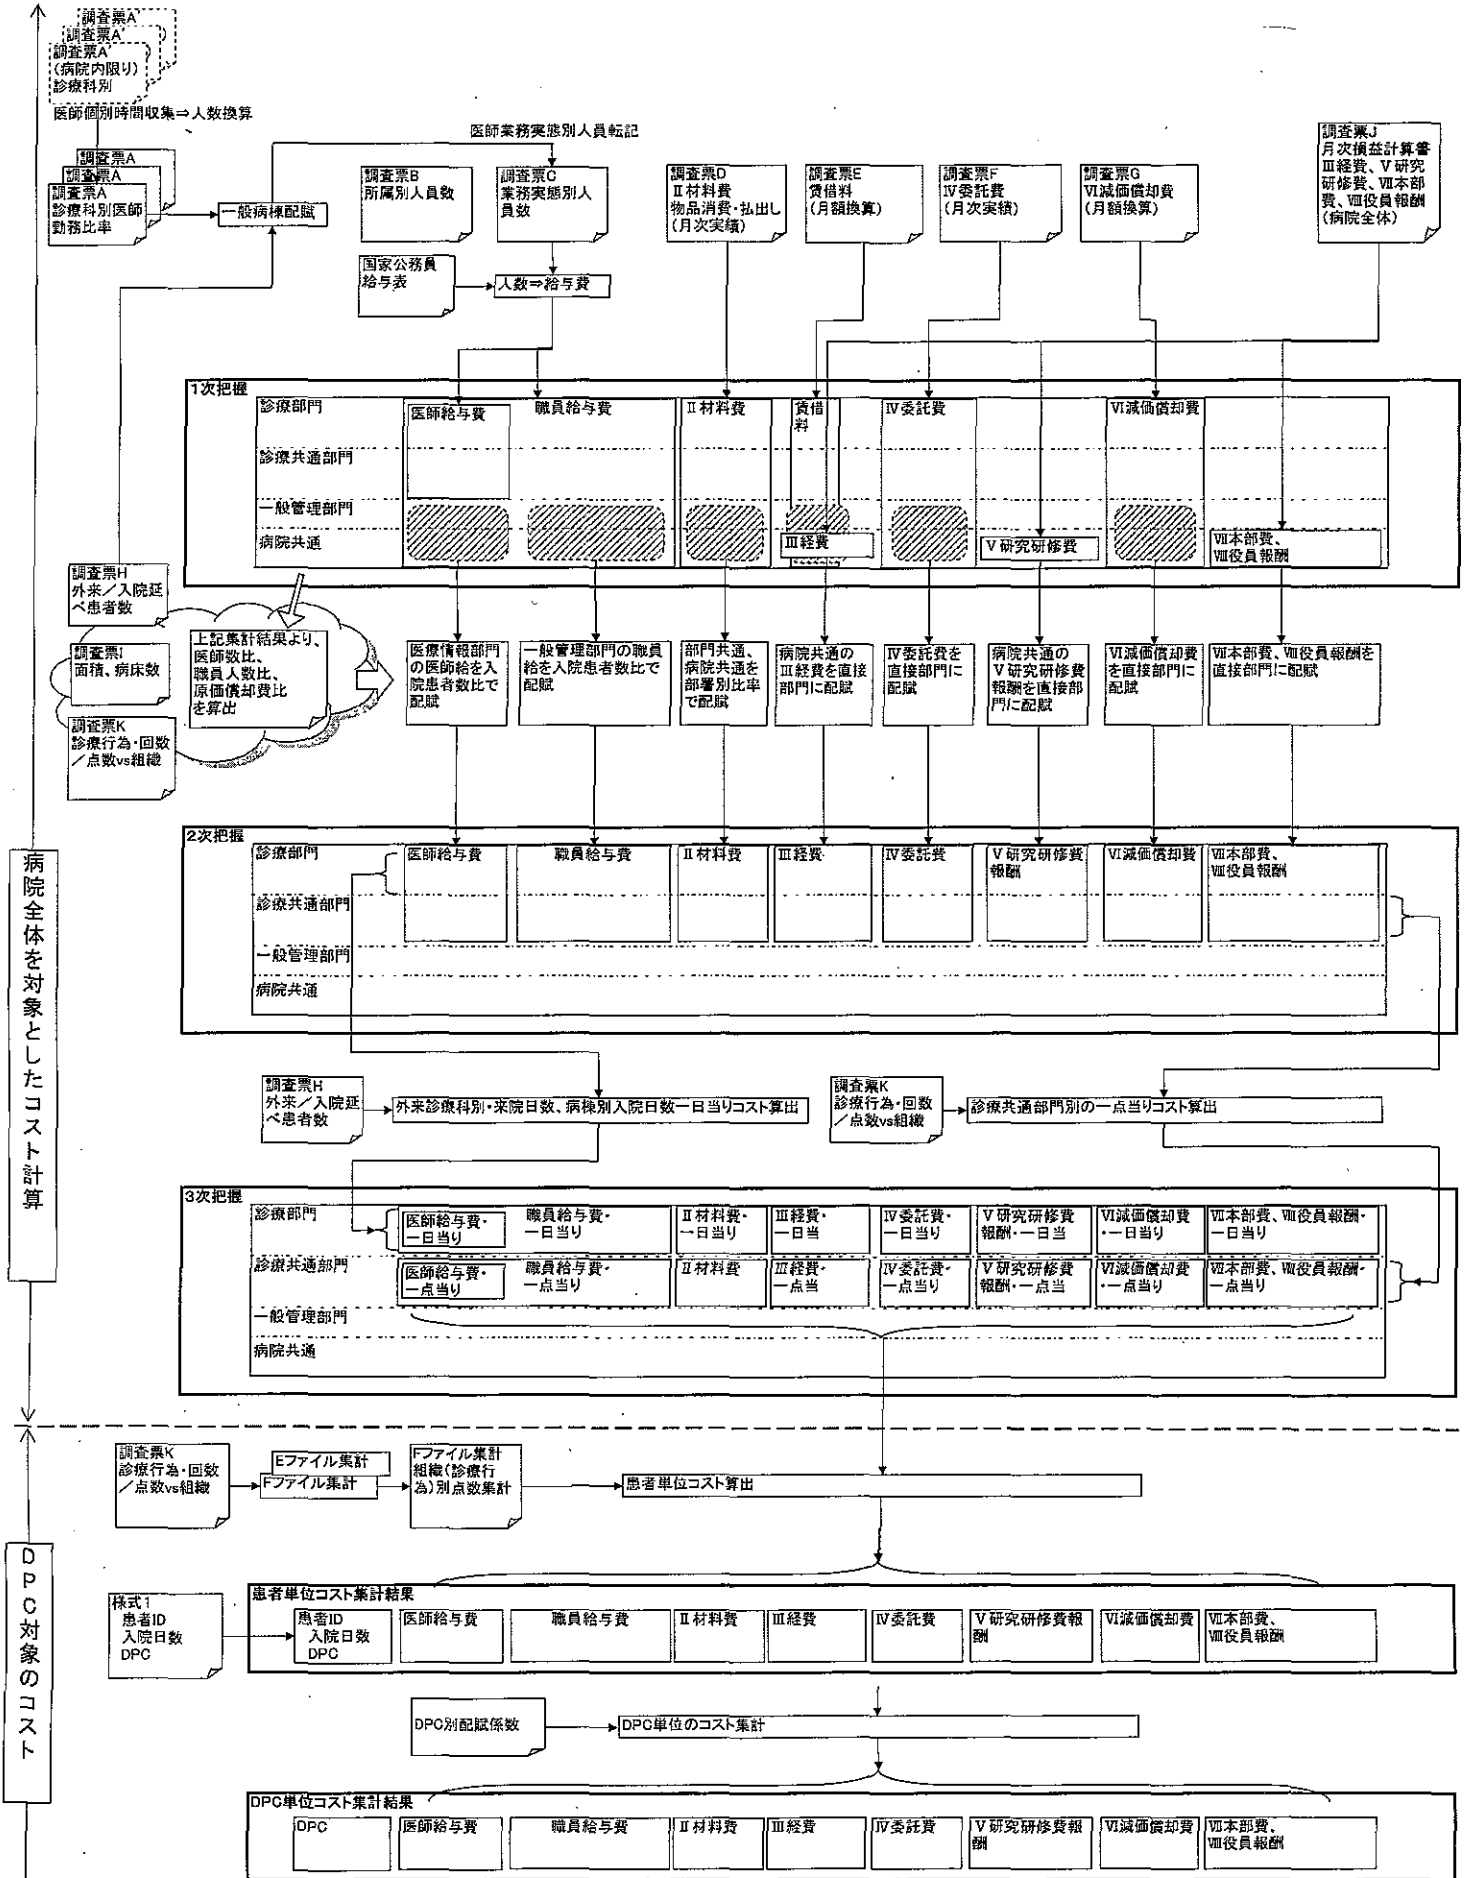 調査票A'
調査票A'
調査票A'
(病院内限り)
診療科別
医師個別時間収集⇒人数換算
調査票A
調査票A
調査票A
診療科別医師
勤務比率
一般病棟配賦
医師業務実態別人員転記
調査票B
所属別人員数
調査票C
業務実態別人
員数
国家公務員
給与表
人数⇒給与費
調査票D
Ⅱ材料費
物品消費・払出し
(月次実績)
調査票E
賃借料
(月額換算)
調査票F
Ⅳ委託費
(月次実績)
調査票G
Ⅵ減価償却費
(月額換算)
調査票J
月次損益計算書
Ⅲ経費、Ⅴ研究
研修費、Ⅶ本部
費、Ⅷ役員報酬
(病院全体)
1次把握
診療部門
診療共通部門
一般管理部門
病院共通
医師給与費
職員給与費
Ⅱ材料費
賃借
料
Ⅳ委託費
Ⅵ減価償却費
Ⅲ経費
Ⅴ研究研修費
Ⅶ本部費、
Ⅷ役員報酬
調査票H
外来/入院延
べ患者数
調査票I
面積、病床数
調査票K
診療行為・回数
/点数vs組織
上記集計結果より、
医師数比、
職員人数比、
原価償却費比
を算出
医療情報部門
の医師給を入
院患者数比で
配賦
一般管理部門の職員
給を入院患者数比で
配賦
部門共通、
病院共通を
部署別比率
で配賦
病院共通の
Ⅲ経費を直接
部門に配賦
Ⅳ委託費を
直接部門に
配賦
病院共通の
Ⅴ研究研修費
報酬を直接部
門に配賦
Ⅵ減価償却費
を直接部門に
配賦
Ⅶ本部費、Ⅷ役員報酬を
直接部門に配賦
2次把握
診療部門
診療共通部門
一般管理部門
病院共通
医師給与費
職員給与費
Ⅱ材料費
Ⅲ経費
Ⅳ委託費
Ⅴ研究研修費
報酬
Ⅵ減価償却費
Ⅶ本部費、
Ⅷ役員報酬
病院全体を対象としたコスト計算
調査票H
外来/入院延
べ患者数
外来診療科別・来院日数、病棟別入院日数一日当りコスト算出
調査票K
診療行為・回数
/点数vs組織
診療共通部門別の一点当りコスト算出
3次把握
診療部門
診療共通部門
一般管理部門
病院共通
医師給与費・
一日当り
職員給与費・
一日当り
Ⅱ材料費・
一日当り
Ⅲ経費・
一日当
Ⅳ委託費・
一日当り
Ⅴ研究研修費
報酬・一日当
Ⅵ減価償却費
・一日当り
Ⅶ本部費、Ⅷ役員報酬・
一日当り
医師給与費・
一点当り
職員給与費・
一点当り
Ⅱ材料費
Ⅲ経費・
一点当
Ⅳ委託費・
一点当り
Ⅴ研究研修費
報酬・一点当
Ⅵ減価償却費
・一点当り
Ⅶ本部費、Ⅷ役員報酬・
一点当り
調査票K
診療行為・回数
/点数vs組織
Eファイル集計
Fファイル集計
Fファイル集計
組織(診療行
為)別点数集計
患者単位コスト算出
DPC対象のコスト
様式1
患者ID
入院日数
DPC
患者単位コスト集計結果
患者ID
入院日数
DPC
医師給与費
職員給与費
Ⅱ材料費
Ⅲ経費
Ⅳ委託費
Ⅴ研究研修費報
酬
Ⅵ減価償却費
Ⅶ本部費、
Ⅷ役員報酬
DPC別配賦係数
DPC単位のコスト集計
DPC単位コスト集計結果
DPC
医師給与費
職員給与費
Ⅱ材料費
Ⅲ経費
Ⅳ委託費
Ⅴ研究研修費報
酬
Ⅵ減価償却費
Ⅶ本部費、
Ⅷ役員報酬